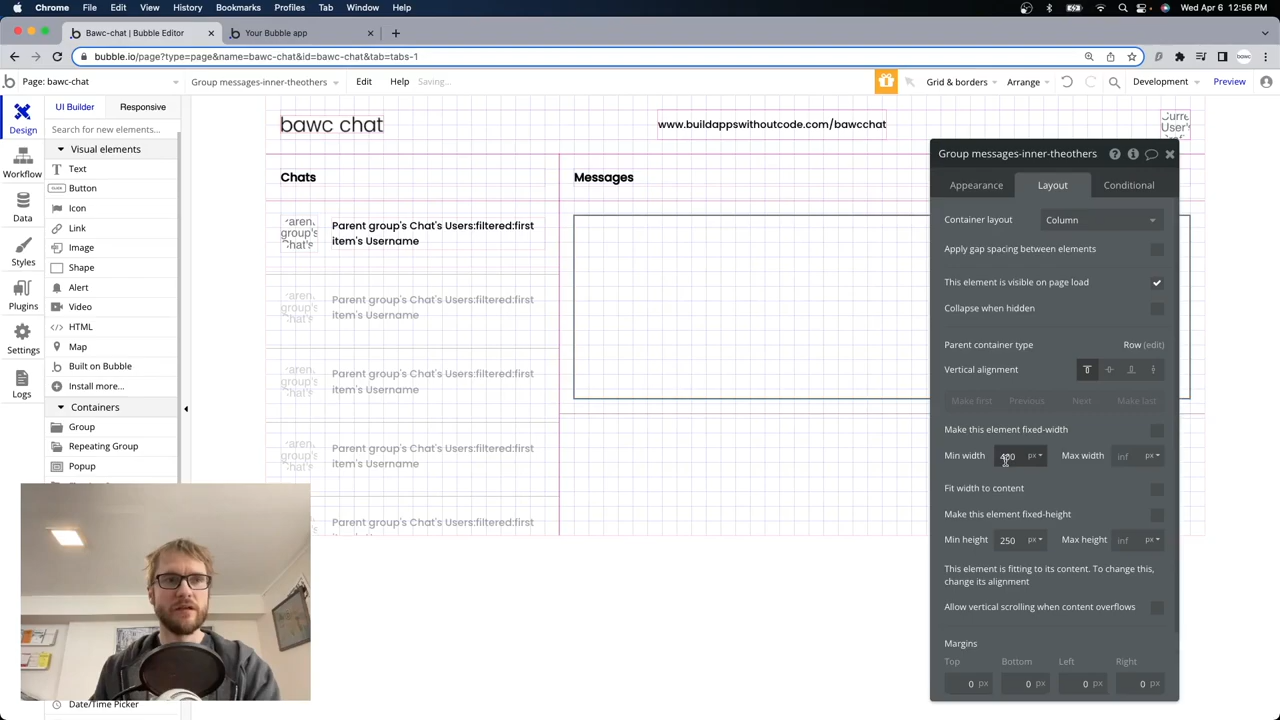 Chrome File Edit View History Bookmarks Profiles Tab Window Help
Wed Apr 6 12:56 PM
Bawc-chat | Bubble Editor
Your Bubble app
bubble.io/page?type=page&name=bawc-chat&id=bawc-chat&tab=tabs-1
Page: bawc-chat
Group messages-inner-theothers
Edit Help Saving...
Grid & borders
Arrange
Development
Preview
UI Builder Responsive
Search for new elements...
Design
Workflow
Data
Styles
Plugins
Settings
Logs
Visual elements
Text
Button
Icon
Link
Image
Shape
Alert
Video
HTML
Map
Built on Bubble
Install more...
Containers
Group
Repeating Group
Popup
Date/Time Picker
bawc chat
www.buildappswithoutcode.com/bawcchat
Chats
Messages
Parent group's Chat's Users:filtered:first
item's Username
Parent group's Chat's Users:filtered:first
item's Username
Parent group's Chat's Users:filtered:first
item's Username
Parent group's Chat's Users:filtered:first
item's Username
Parent group's Chat's Users:filtered:first
Group messages-inner-theothers
Appearance Layout Conditional
Container layout Column
Apply gap spacing between elements
This element is visible on page load
Collapse when hidden
Parent container type Row (edit)
Vertical alignment
Make first Previous Next Make last
Make this element fixed-width
Min width 400 px Max width inf px
Fit width to content
Make this element fixed-height
Min height 250 px Max height inf px
This element is fitting to its content. To change this,
change its alignment
Allow vertical scrolling when content overflows
Margins
Top Bottom Left Right
0 px 0 px 0 px 0 px